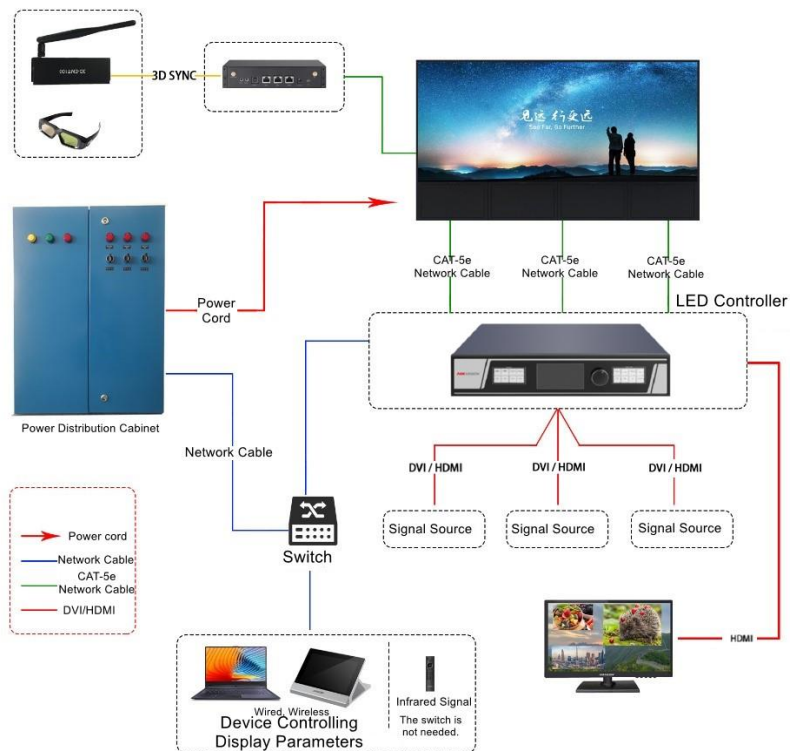 3D-EMT100
3D SYNC
见远 行更远
See Far, Go Further
CAT-5e
Network Cable
CAT-5e
Network Cable
CAT-5e
Network Cable
LED Controller
Power
Cord
HIKVISION
Power Distribution Cabinet
Network Cable
DVI / HDMI
DVI / HDMI
DVI / HDMI
Signal Source
Signal Source
Signal Source
Switch
Power cord
Network Cable
CAT-5e
Network Cable
DVI/HDMI
HDMI
Wired, Wireless
Device Controlling
Display Parameters
Infrared Signal
The switch is
not needed.